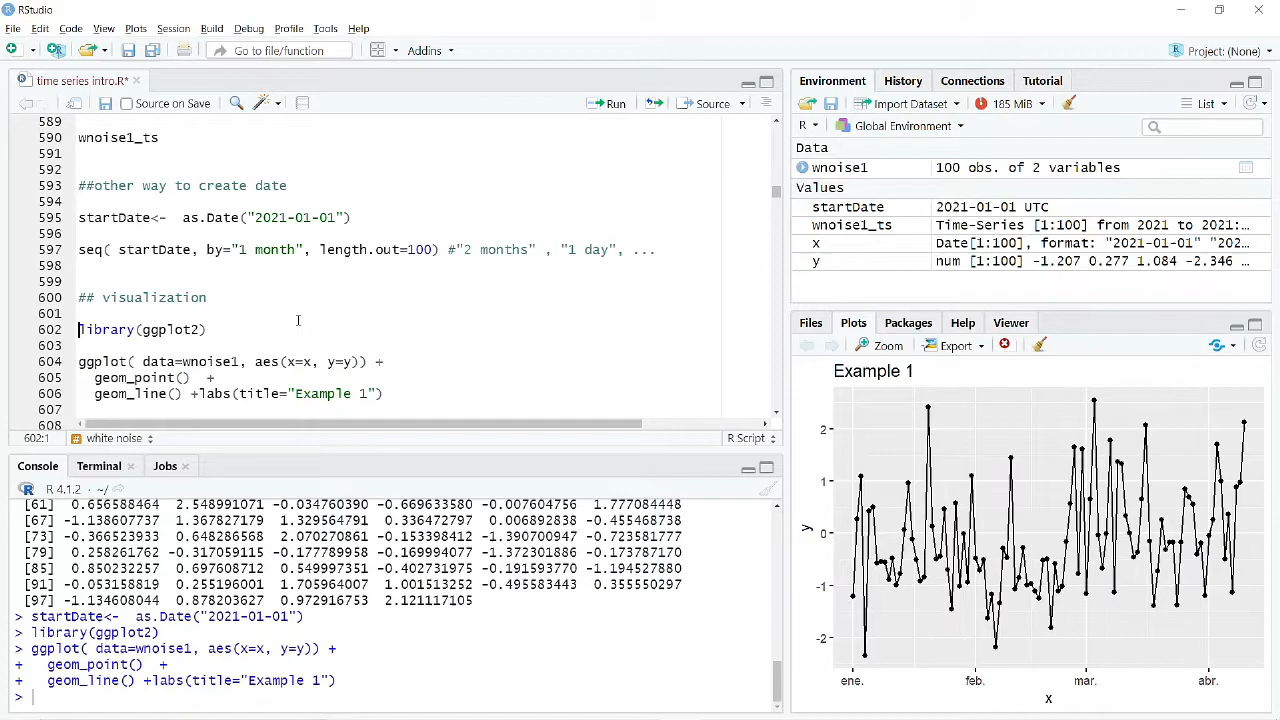 RStudio
File Edit Code View Plots Session Build Debug Profile Tools Help
Go to file/function
Addins
Project: (None)
time series intro.R*
Source on Save
Run
Source
589
590 wnoise1_ts
591
592
593 ##other way to create date
594
595 startDate<-  as.Date("2021-01-01")
596
597 seq( startDate, by="1 month", length.out=100) #"2 months" , "1 day", ...
598
599
600 ## visualization
601
602 library(ggplot2)
603
604 ggplot( data=wnoise1, aes(x=x, y=y)) +
605   geom_point()  +
606   geom_line() +labs(title="Example 1")
607
608
602:1 white noise R Script
Console Terminal Jobs
R 4.1.2 · ~/
[61]  0.656588464  2.548991071 -0.034760390 -0.669633580 -0.007604756  1.777084448
[67] -1.138607737  1.367827179  1.329564791  0.336472797  0.006892838 -0.455468738
[73] -0.366523933  0.648286568  2.070270861 -0.153398412 -1.390700947 -0.723581777
[79]  0.258261762 -0.317059115 -0.177789958 -0.169994077 -1.372301886 -0.173787170
[85]  0.850232257  0.697608712  0.549997351 -0.402731975 -0.191593770 -1.194527880
[91] -0.053158819  0.255196001  1.705964007  1.001513252 -0.495583443  0.355550297
[97] -1.134608044  0.878203627  0.972916753  2.121117105
> startDate<-  as.Date("2021-01-01")
> library(ggplot2)
> ggplot( data=wnoise1, aes(x=x, y=y)) +
+   geom_point()  +
+   geom_line() +labs(title="Example 1")
>
Environment History Connections Tutorial
Import Dataset 185 MiB List
R Global Environment
Data
wnoise1 100 obs. of 2 variables
Values
startDate 2021-01-01 UTC
wnoise1_ts Time-Series [1:100] from 2021 to 2021:...
x Date[1:100], format: "2021-01-01" "202...
y num [1:100] -1.207 0.277 1.084 -2.346 ...
Files Plots Packages Help Viewer
Zoom Export
Example 1
2
1
0
-1
-2
y
ene. feb. mar. abr.
x